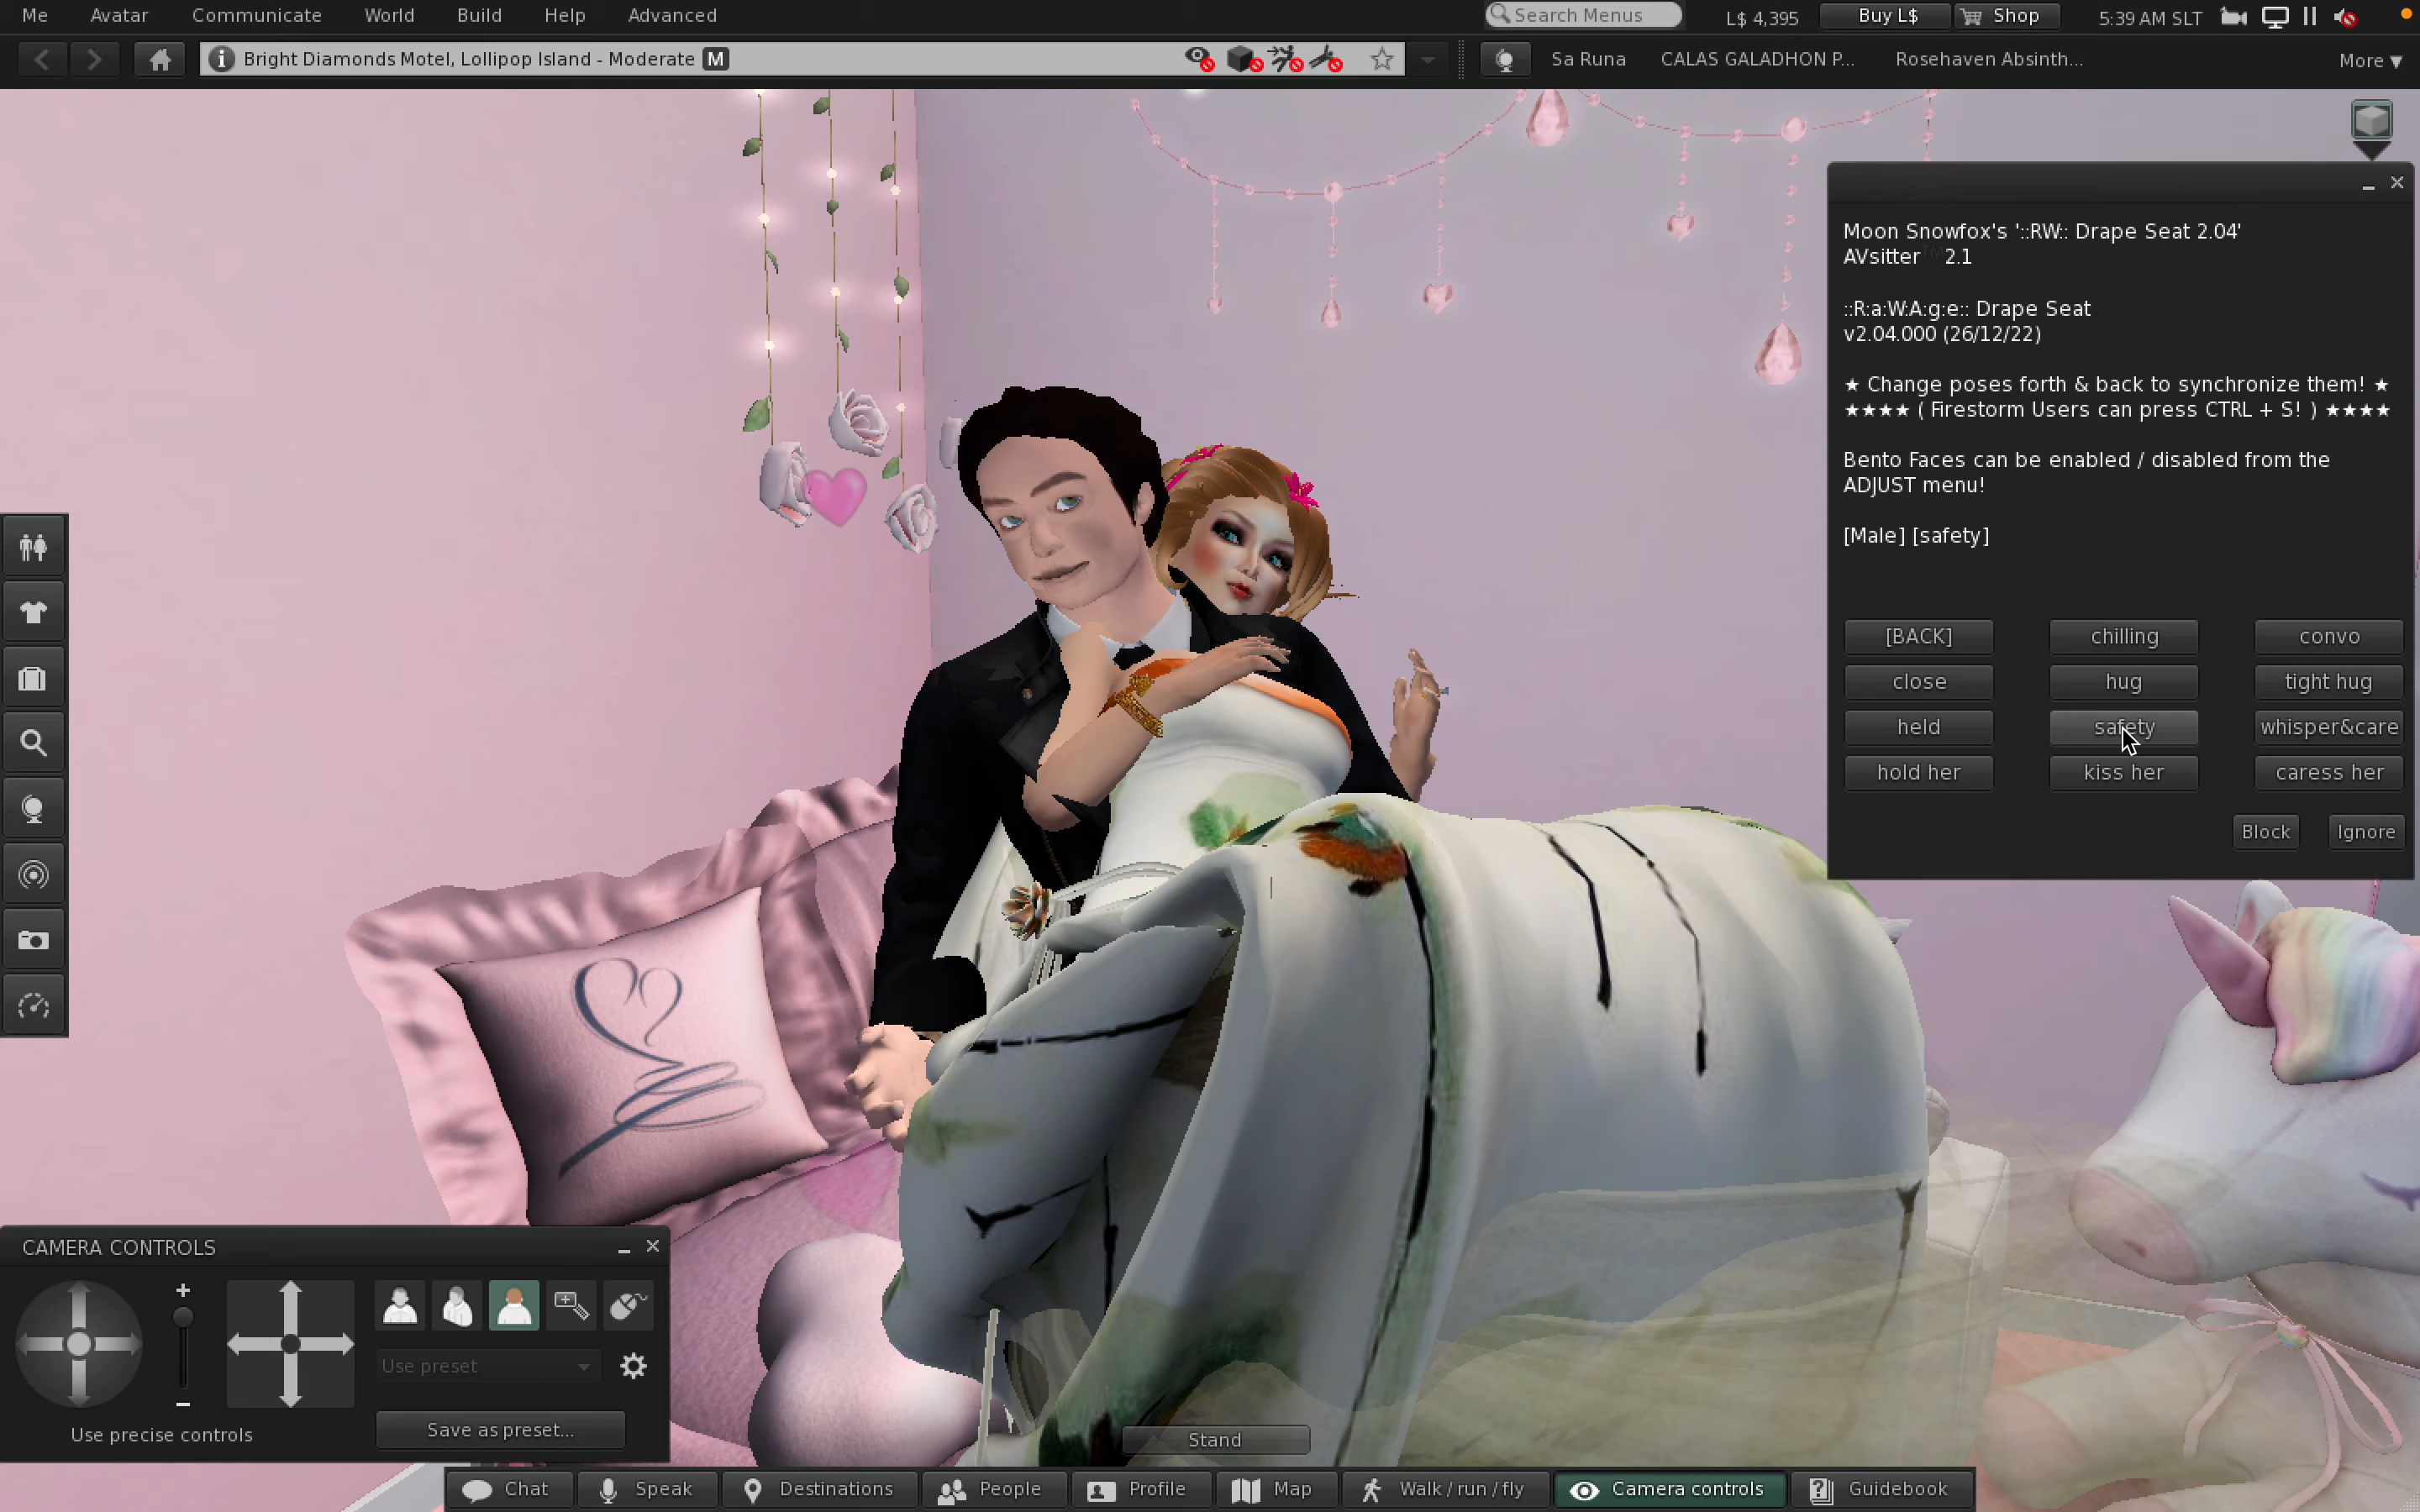 Me Avatar Communicate World Build Help Advanced
Search Menus L$ 4,395 Buy L$ Shop 5:39 AM SLT
Bright Diamonds Motel, Lollipop Island - Moderate M
Sa Runa CALAS GALADHON P... Rosehaven Absinth... More ▼
Moon Snowfox's '::RW:: Drape Seat 2.04'
AVsitter™ 2.1
::R:a:W:A:g:e:: Drape Seat
v2.04.000 (26/12/22)
★ Change poses forth & back to synchronize them! ★
★★★★ ( Firestorm Users can press CTRL + S! ) ★★★★
Bento Faces can be enabled / disabled from the
ADJUST menu!
[Male] [safety]
[BACK] chilling convo
close hug tight hug
held safety whisper&care
hold her kiss her caress her
Block Ignore
CAMERA CONTROLS
Use preset
Use precise controls
Save as preset...
Stand
Chat Speak Destinations People Profile Map Walk / run / fly Camera controls Guidebook